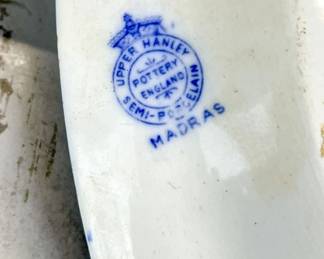 UPPER HANLEY
POTTERY
ENGLAND
SEMI-PORCELAIN
MADRAS